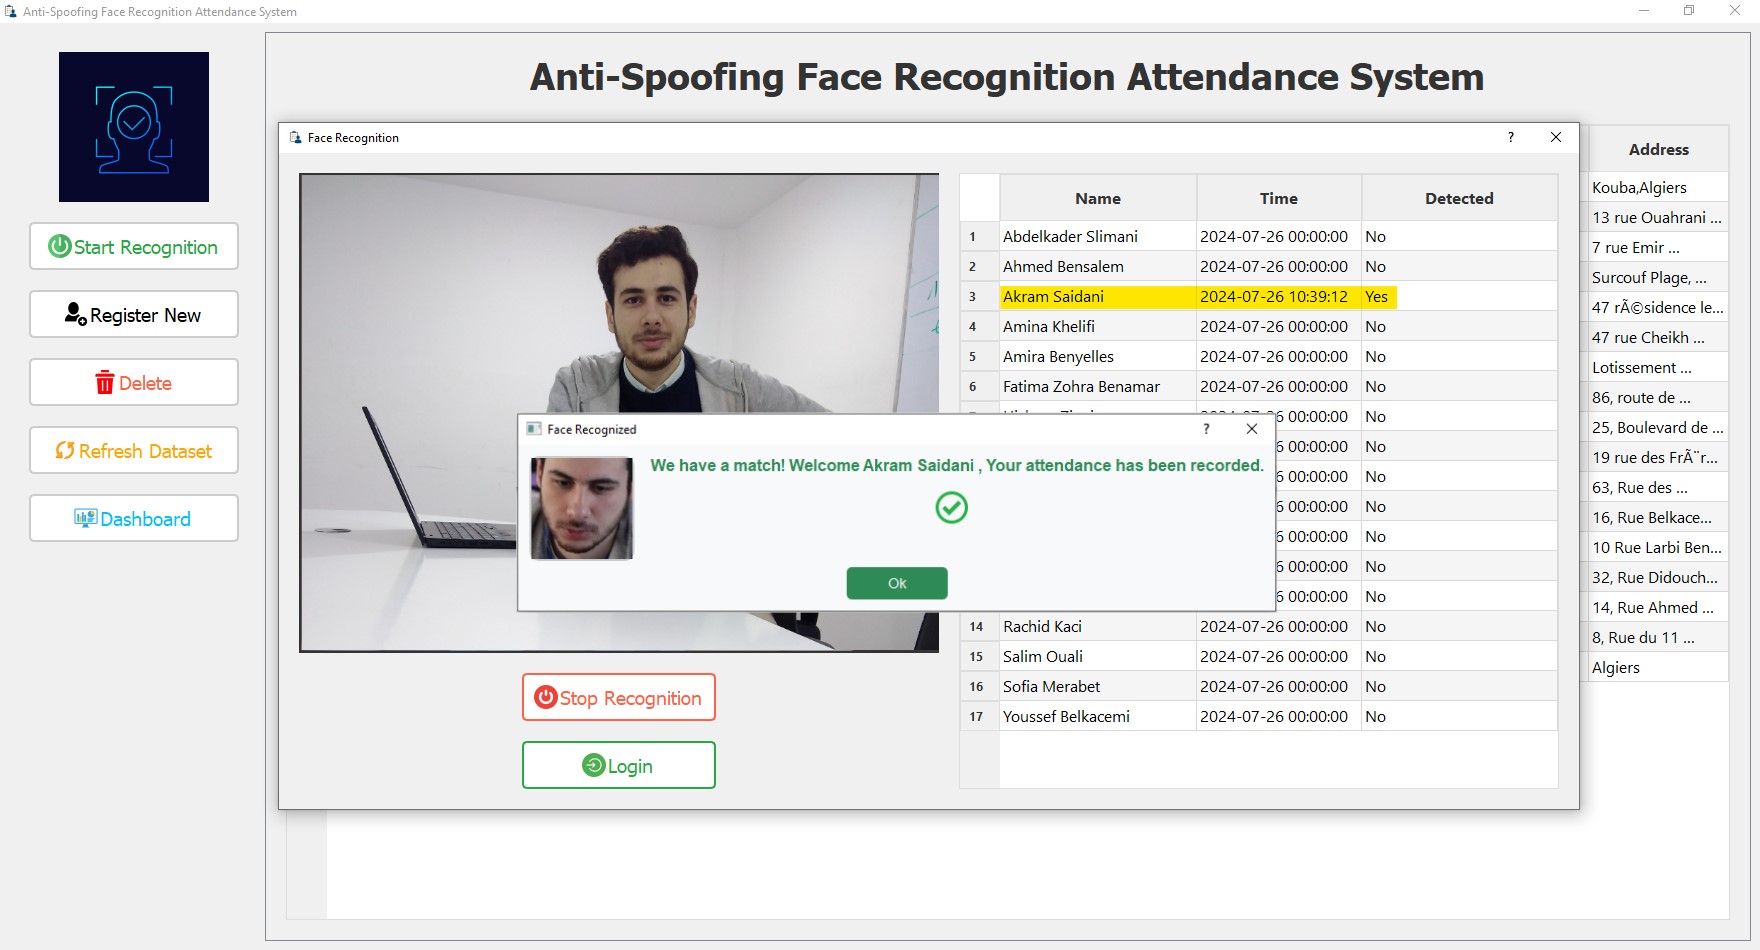 Anti-Spoofing Face Recognition Attendance System
Anti-Spoofing Face Recognition Attendance System
Start Recognition
Register New
Delete
Refresh Dataset
Dashboard
Face Recognition
?
Name Time Detected
1 Abdelkader Slimani 2024-07-26 00:00:00 No
2 Ahmed Bensalem 2024-07-26 00:00:00 No
3 Akram Saidani 2024-07-26 10:39:12 Yes
4 Amina Khelifi 2024-07-26 00:00:00 No
5 Amira Benyelles 2024-07-26 00:00:00 No
6 Fatima Zohra Benamar 2024-07-26 00:00:00 No
6 00:00:00 No
6 00:00:00 No
6 00:00:00 No
6 00:00:00 No
6 00:00:00 No
6 00:00:00 No
6 00:00:00 No
14 Rachid Kaci 2024-07-26 00:00:00 No
15 Salim Ouali 2024-07-26 00:00:00 No
16 Sofia Merabet 2024-07-26 00:00:00 No
17 Youssef Belkacemi 2024-07-26 00:00:00 No
Face Recognized
?
We have a match! Welcome Akram Saidani , Your attendance has been recorded.
Ok
Stop Recognition
Login
Address
Kouba,Algiers
13 rue Ouahrani ...
7 rue Emir ...
Surcouf Plage, ...
47 rÃ©sidence le...
47 rue Cheikh ...
Lotissement ...
86, route de ...
25, Boulevard de ...
19 rue des FrÃ¨r...
63, Rue des ...
16, Rue Belkace...
10 Rue Larbi Ben...
32, Rue Didouch...
14, Rue Ahmed ...
8, Rue du 11 ...
Algiers